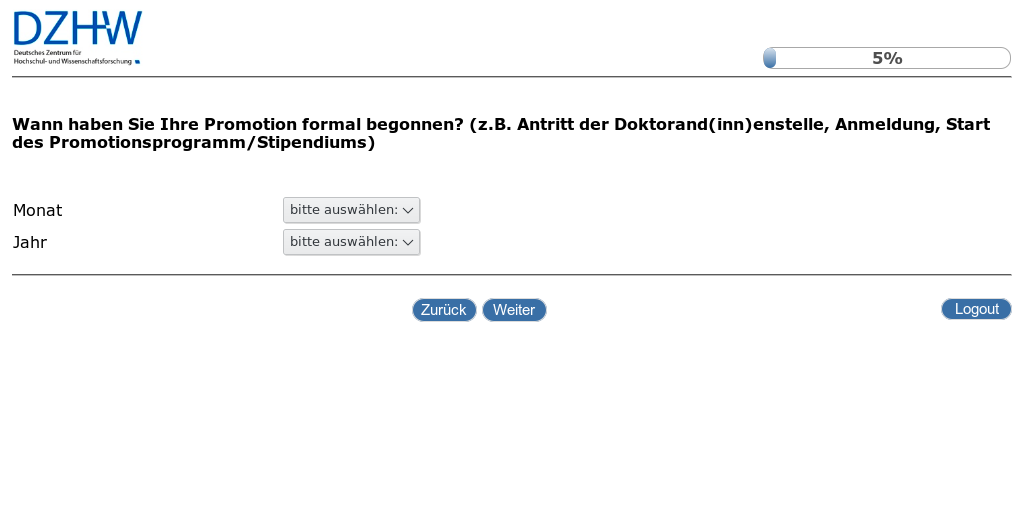 DZHW
Deutsches Zentrum für
Hochschul- und Wissenschaftsforschung
5%
Wann haben Sie Ihre Promotion formal begonnen? (z.B. Antritt der Doktorand(inn)enstelle, Anmeldung, Start
des Promotionsprogramm/Stipendiums)
Monat bitte auswählen:
Jahr bitte auswählen:
Zurück Weiter Logout